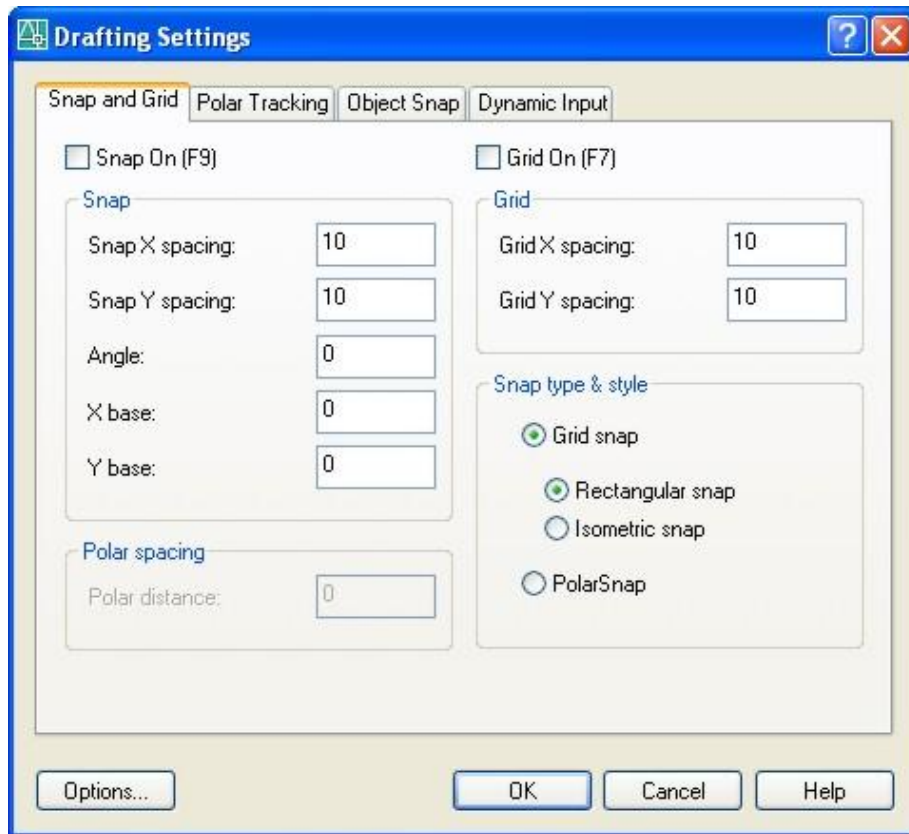 Drafting Settings
Snap and Grid Polar Tracking Object Snap Dynamic Input
Snap On (F9)
Snap
Snap X spacing: 10
Snap Y spacing: 10
Angle: 0
X base: 0
Y base: 0
Polar spacing
Polar distance: 0
Grid On (F7)
Grid
Grid X spacing: 10
Grid Y spacing: 10
Snap type & style
Grid snap
Rectangular snap
Isometric snap
PolarSnap
Options...
OK
Cancel
Help